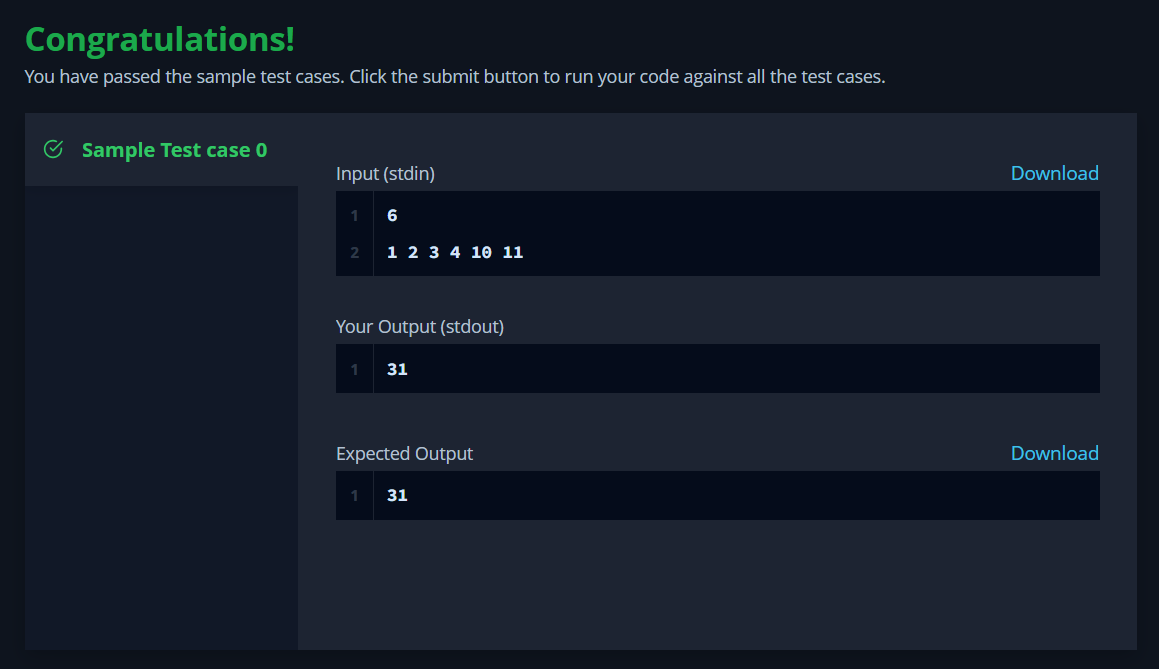 Congratulations!
You have passed the sample test cases. Click the submit button to run your code against all the test cases.
Sample Test case 0
Input (stdin)
Download
1 6
2 1 2 3 4 10 11
Your Output (stdout)
1 31
Expected Output
Download
1 31